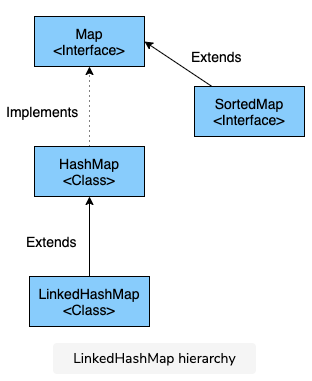 Map
<Interface>
Extends
SortedMap
<Interface>
Implements
HashMap
<Class>
Extends
LinkedHashMap
<Class>
LinkedHashMap hierarchy